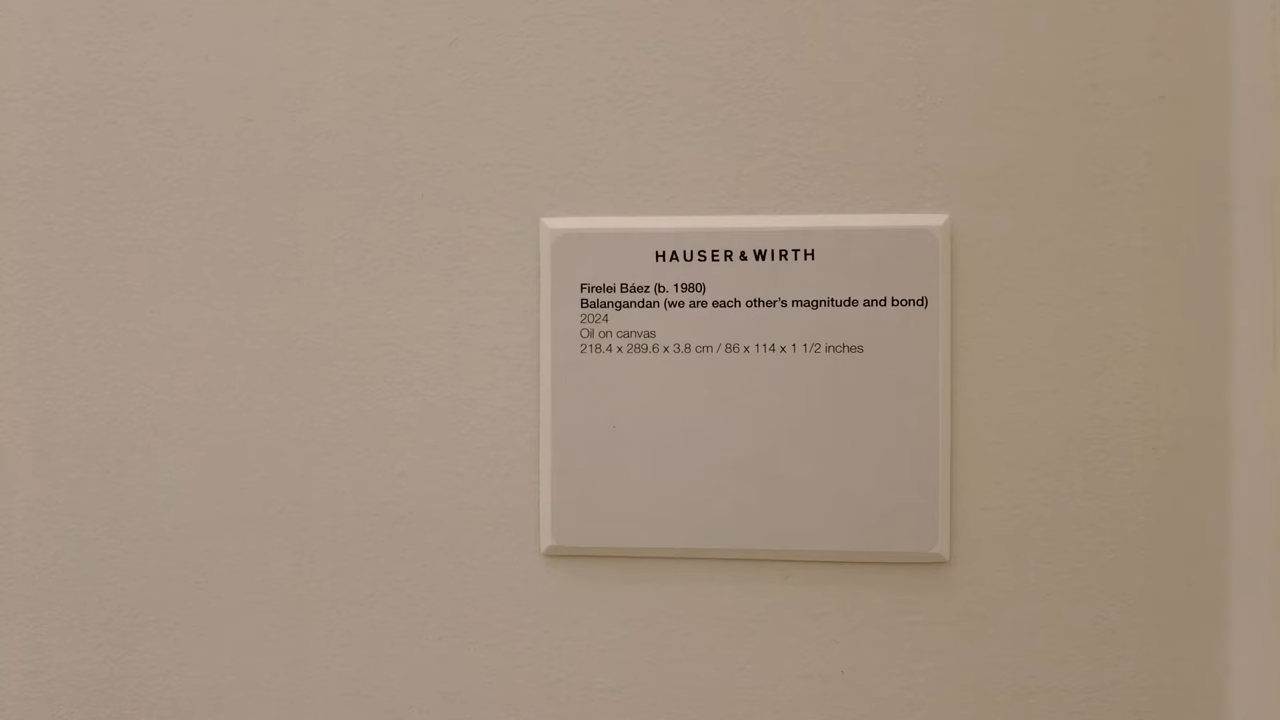 HAUSER & WIRTH
Firelei Báez (b. 1980)
Balangandan (we are each other's magnitude and bond)
2024
Oil on canvas
218.4 x 289.6 x 3.8 cm / 86 x 114 x 1 1/2 inches